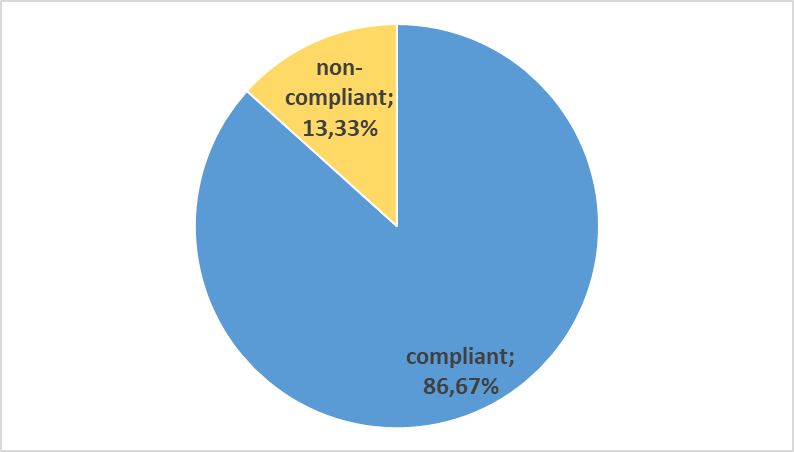 non-
compliant;
13,33%
compliant;
86,67%